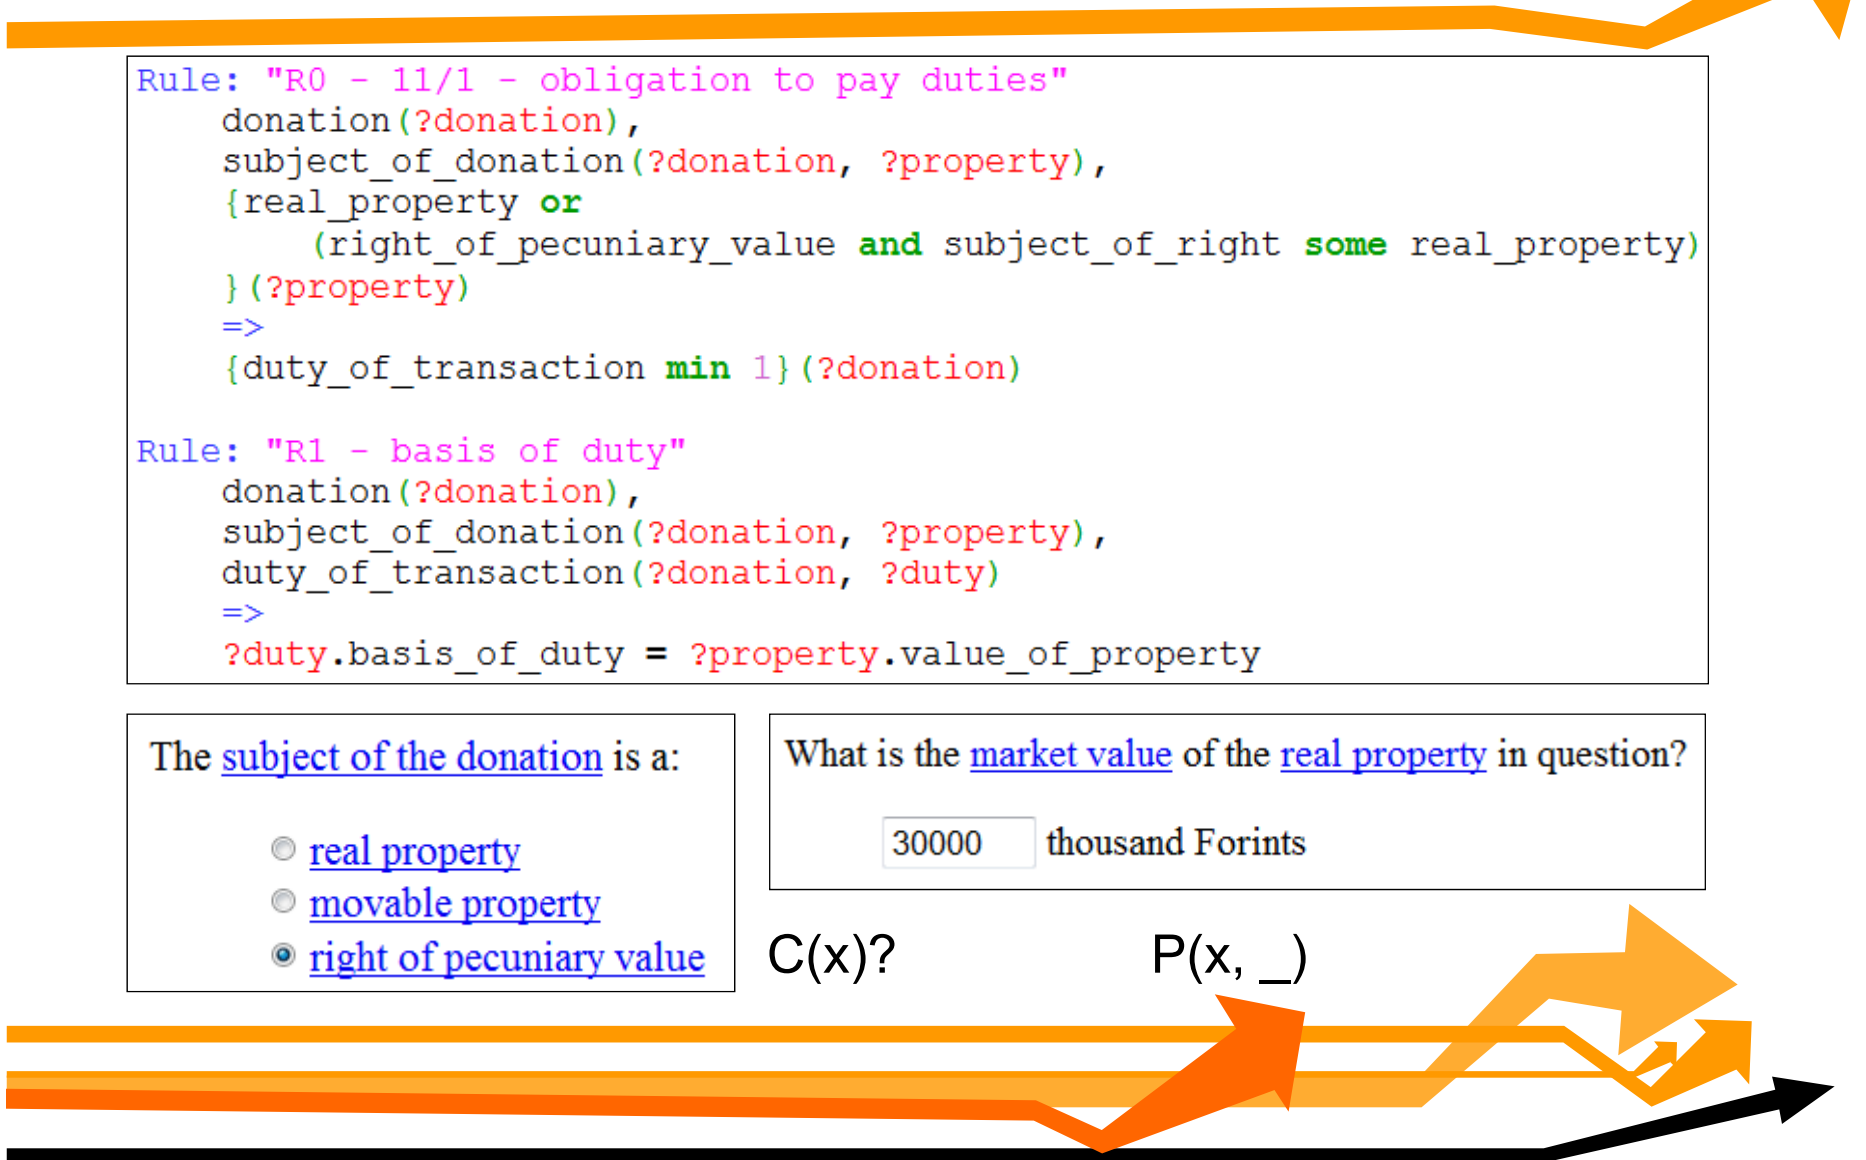 Rule: "R0 - 11/1 - obligation to pay duties"
donation(?donation),
subject_of_donation(?donation, ?property),
{real_property or
(right_of_pecuniary_value and subject_of_right some real_property)
}(?property)
=>
{duty_of_transaction min 1}(?donation)
Rule: "R1 - basis of duty"
donation(?donation),
subject_of_donation(?donation, ?property),
duty_of_transaction(?donation, ?duty)
=>
?duty.basis_of_duty = ?property.value_of_property
The subject of the donation is a:
real property
movable property
right of pecuniary value
What is the market value of the real property in question?
30000 thousand Forints
C(x)?
P(x, _)